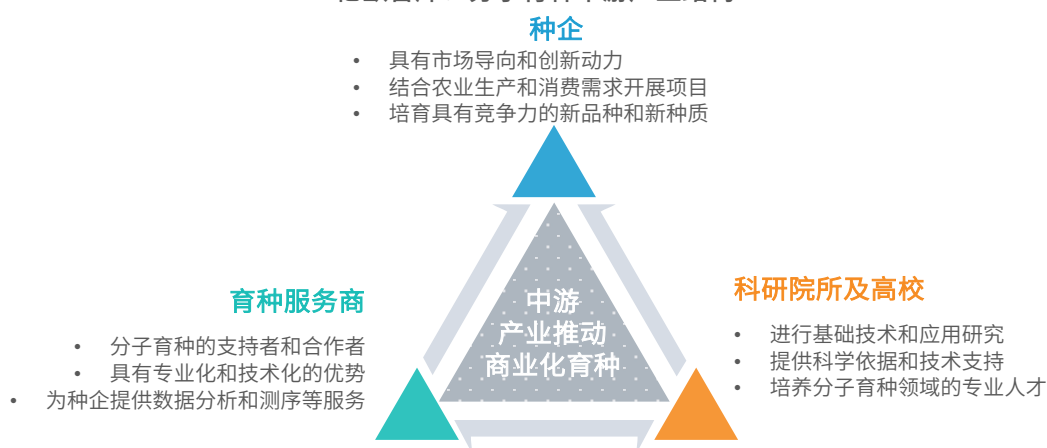 种企
• 具有市场导向和创新动力
• 结合农业生产和消费需求开展项目
• 培育具有竞争力的新品种和新种质
育种服务商
• 分子育种的支持者和合作者
• 具有专业化和技术化的优势
• 为种企提供数据分析和测序等服务
中游
产业推动
商业化育种
科研院所及高校
• 进行基础技术和应用研究
• 提供科学依据和技术支持
• 培养分子育种领域的专业人才